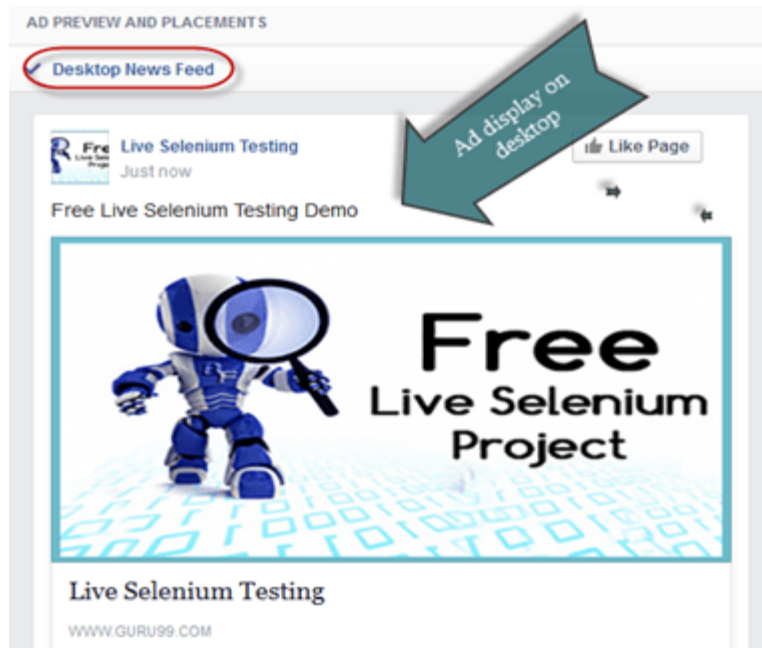 AD PREVIEW AND PLACEMENTS
Desktop News Feed
Ad display on
desktop
Fre
Live Selenium Testing
Like Page
Just now
Free Live Selenium Testing Demo
Free
Live Selenium
Project
Live Selenium Testing
WWW.GURU99.COM